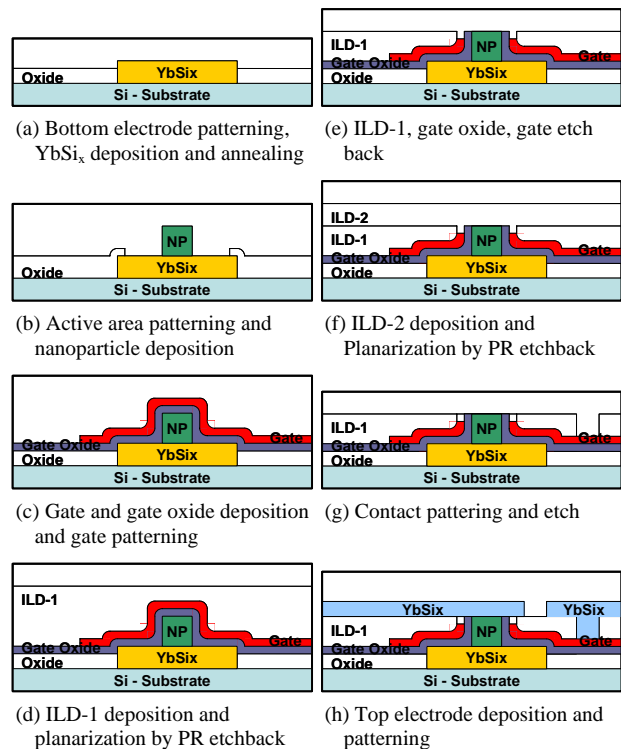 Oxide
YbSix
Si - Substrate
(a) Bottom electrode patterning,
YbSiₓ deposition and annealing
NP
Oxide
YbSix
Si - Substrate
(b) Active area patterning and
nanoparticle deposition
NP
Gate Oxide
Gate
Oxide
YbSix
Si - Substrate
(c) Gate and gate oxide deposition
and gate patterning
ILD-1
NP
Gate Oxide
Gate
Oxide
YbSix
Si - Substrate
(d) ILD-1 deposition and
planarization by PR etchback
ILD-1
NP
Gate Oxide
Gate
Oxide
YbSix
Si - Substrate
(e) ILD-1, gate oxide, gate etch
back
ILD-2
ILD-1
NP
Gate Oxide
Gate
Oxide
YbSix
Si - Substrate
(f) ILD-2 deposition and
Planarization by PR etchback
ILD-1
NP
Gate Oxide
Gate
Oxide
YbSix
Si - Substrate
(g) Contact pattering and etch
YbSix
YbSix
ILD-1
NP
Gate Oxide
Gate
Oxide
YbSix
Si - Substrate
(h) Top electrode deposition and
patterning